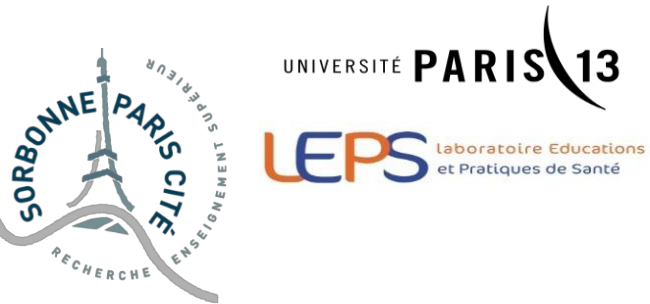 SORBONNE PARIS CITÉ
RECHERCHE ENSEIGNEMENT SUPÉRIEUR
UNIVERSITÉ PARIS 13
LEPS laboratoire Educations
et Pratiques de Santé